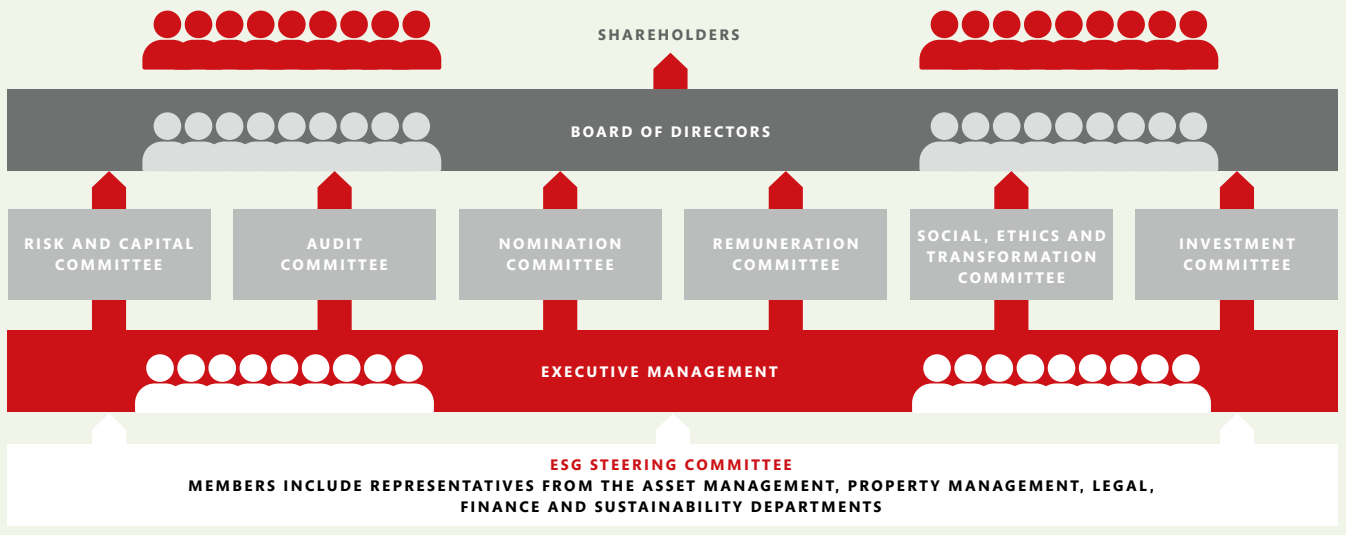 SHAREHOLDERS
BOARD OF DIRECTORS
RISK AND CAPITAL
COMMITTEE
AUDIT
COMMITTEE
NOMINATION
COMMITTEE
REMUNERATION
COMMITTEE
SOCIAL, ETHICS AND
TRANSFORMATION
COMMITTEE
INVESTMENT
COMMITTEE
EXECUTIVE MANAGEMENT
ESG STEERING COMMITTEE
MEMBERS INCLUDE REPRESENTATIVES FROM THE ASSET MANAGEMENT, PROPERTY MANAGEMENT, LEGAL,
FINANCE AND SUSTAINABILITY DEPARTMENTS